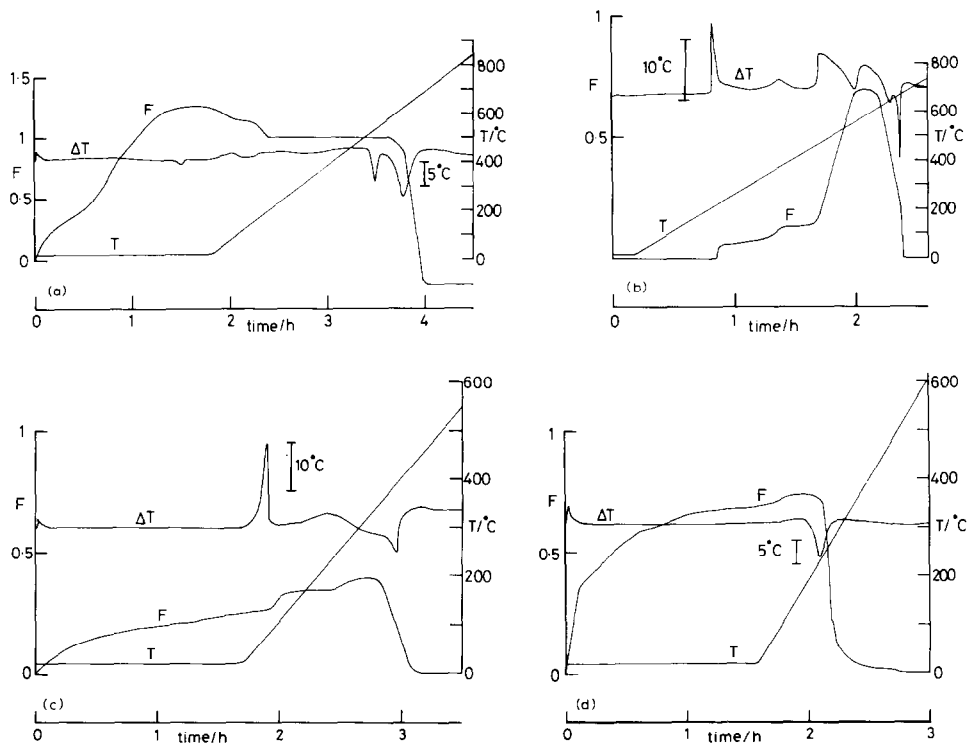 1.5
F
1
ΔT
F
0.5
5°C
T
0
(a)
800
600
T/°C
400
200
0
0 1 2 3 4
time/h
1
10°C
F
ΔT
0.5
T
F
(b)
800
600
T/°C
400
200
0
0 1 2
time/h
1
10°C
F
ΔT
0.5
F
T
0
(c)
600
400
T/°C
200
0
0 1 2 3
time/h
1
F
F
ΔT
0.5
5°C
T
0
(d)
600
400
T/°C
200
0
0 1 2 3
time/h